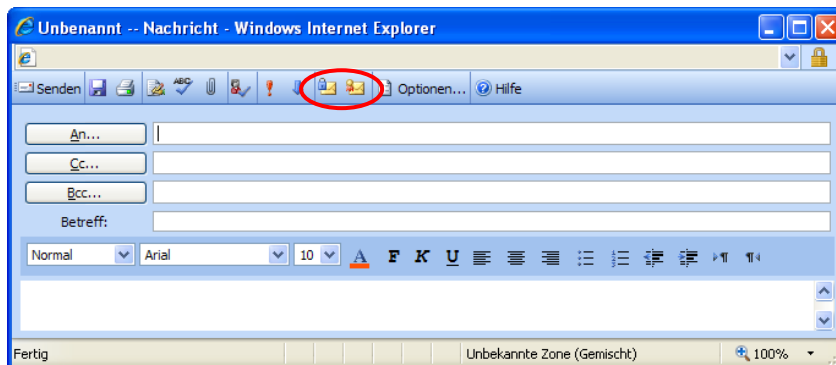 Unbenannt -- Nachricht - Windows Internet Explorer
Senden ABC Optionen... Hilfe
An...
Cc...
Bcc...
Betreff:
Normal Arial 10 A F K U
Fertig Unbekannte Zone (Gemischt) 100%